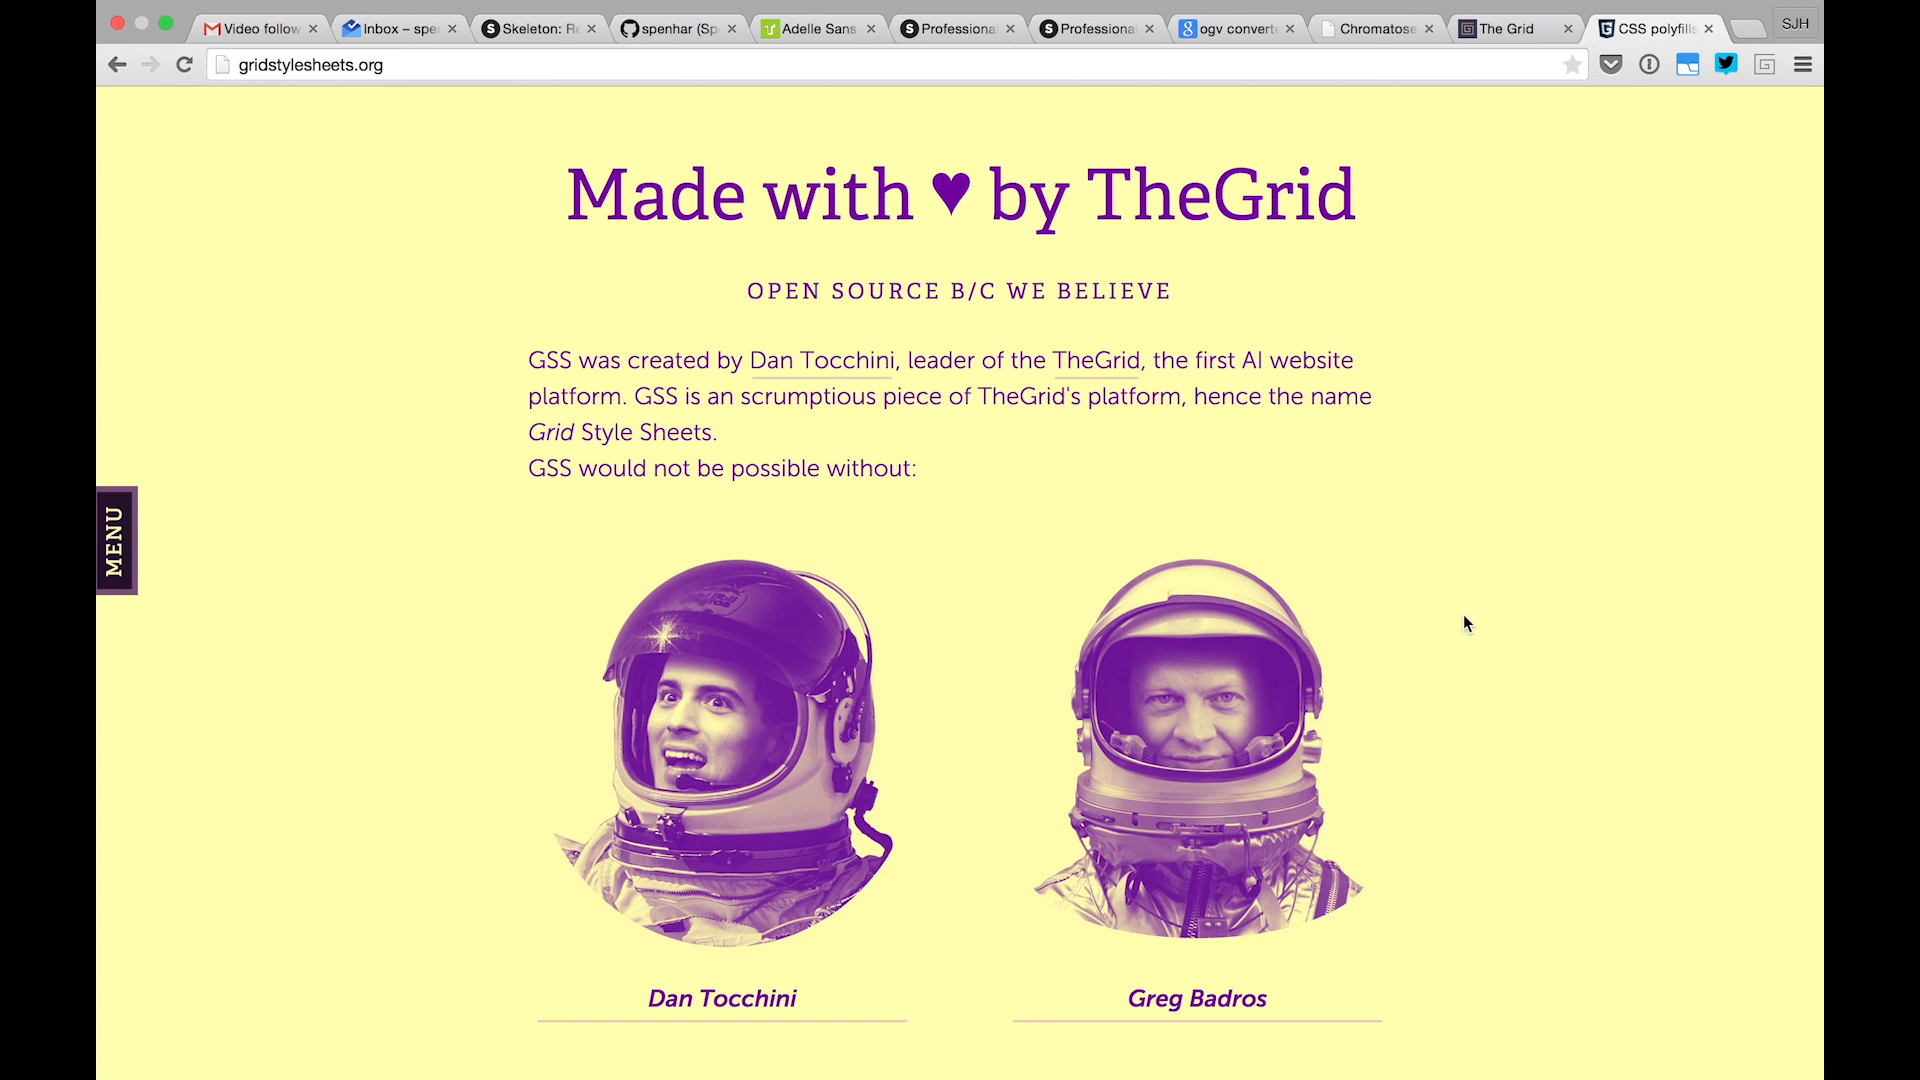 Video follow
Inbox – spe
Skeleton: Re
spenhar (Sp
Adelle Sans
Professional
Professional
ogv convert
Chromatose
The Grid
CSS polyfills
SJH
gridstylesheets.org
Made with ♥ by TheGrid
OPEN SOURCE B/C WE BELIEVE
GSS was created by Dan Tocchini, leader of the TheGrid, the first AI website
platform. GSS is an scrumptious piece of TheGrid's platform, hence the name
Grid Style Sheets.
GSS would not be possible without:
MENU
Dan Tocchini
Greg Badros